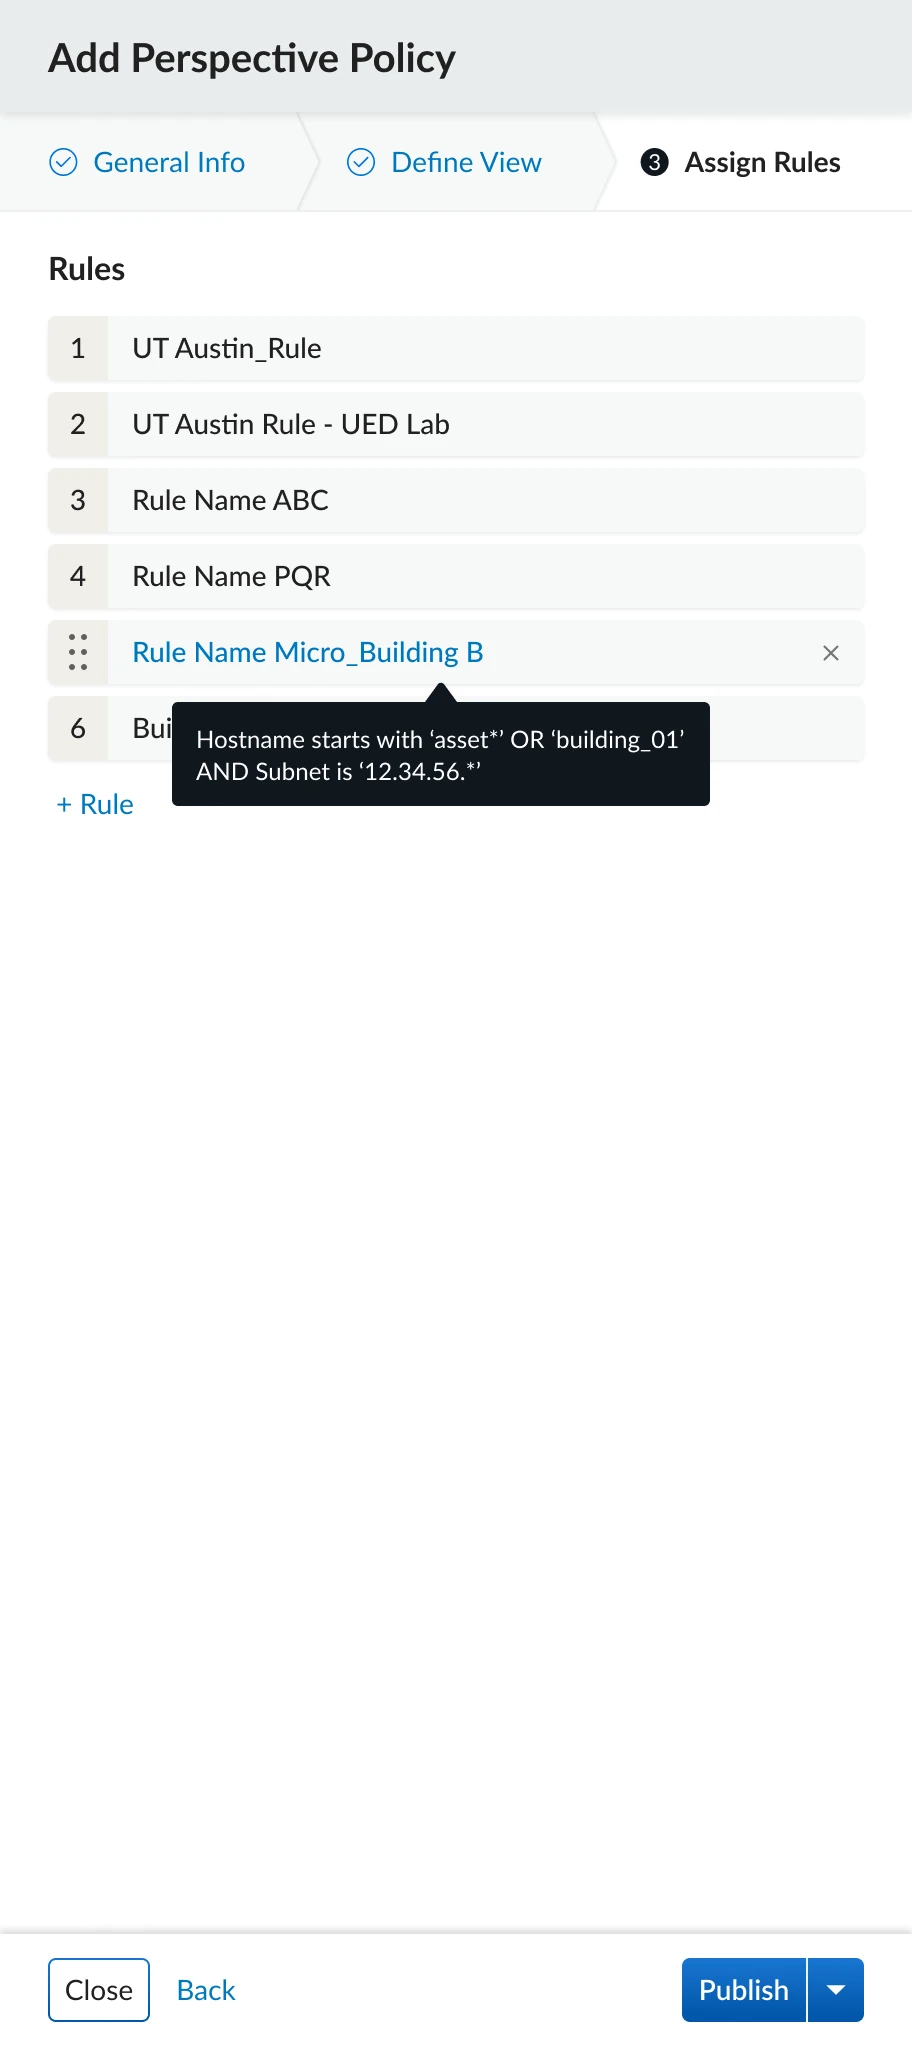 Add Perspective Policy
General Info
Define View
3 Assign Rules
Rules
1 UT Austin_Rule
2 UT Austin Rule - UED Lab
3 Rule Name ABC
4 Rule Name PQR
Rule Name Micro_Building B
6
Hostname starts with ‘asset*’ OR ‘building_01’
AND Subnet is ‘12.34.56.*’
+ Rule
Close
Back
Publish